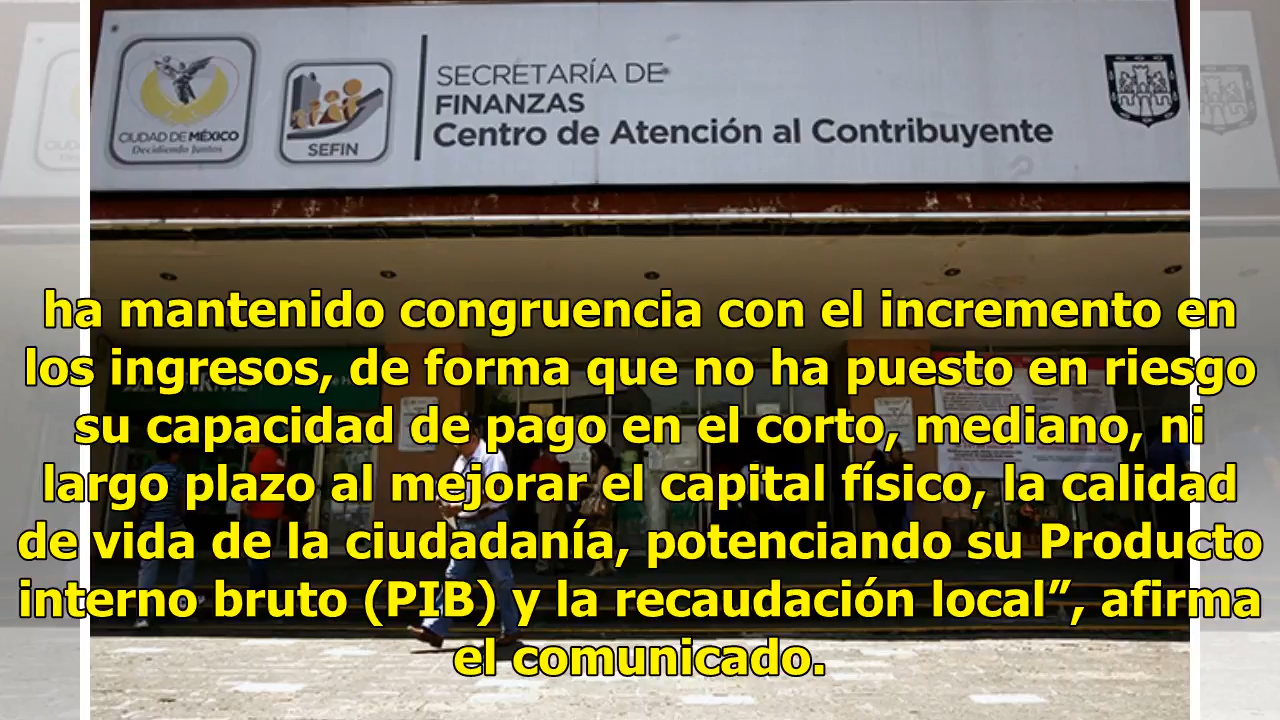 CIUDAD DE MÉXICO
Decidiendo Juntos
SEFIN
SECRETARÍA DE
FINANZAS
Centro de Atención al Contribuyente
ha mantenido congruencia con el incremento en
los ingresos, de forma que no ha puesto en riesgo
su capacidad de pago en el corto, mediano, ni
largo plazo al mejorar el capital físico, la calidad
de vida de la ciudadanía, potenciando su Producto
interno bruto (PIB) y la recaudación local”, afirma
el comunicado.